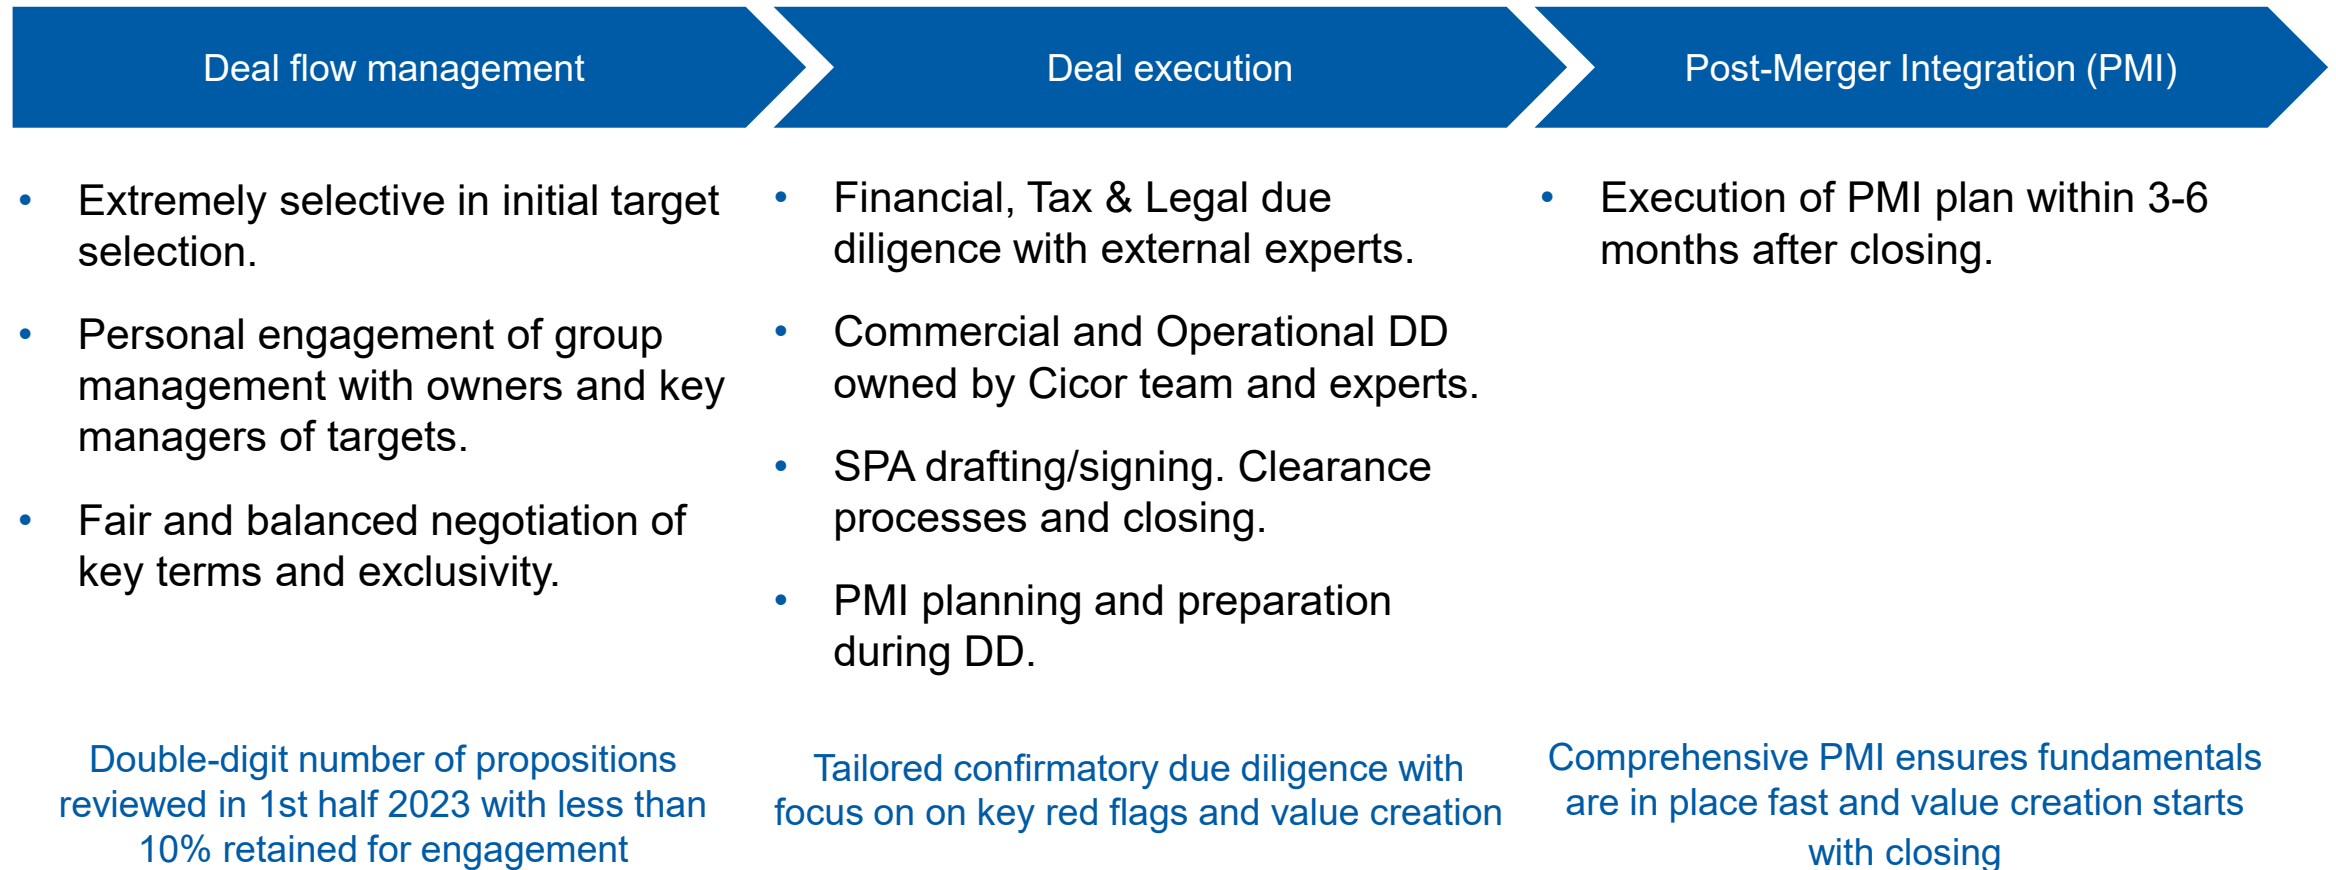 Deal flow management
Deal execution
Post-Merger Integration (PMI)
• Extremely selective in initial target
selection.
• Personal engagement of group
management with owners and key
managers of targets.
• Fair and balanced negotiation of
key terms and exclusivity.
Double-digit number of propositions
reviewed in 1st half 2023 with less than
10% retained for engagement
• Financial, Tax & Legal due
diligence with external experts.
• Commercial and Operational DD
owned by Cicor team and experts.
• SPA drafting/signing. Clearance
processes and closing.
• PMI planning and preparation
during DD.
Tailored confirmatory due diligence with
focus on on key red flags and value creation
• Execution of PMI plan within 3-6
months after closing.
Comprehensive PMI ensures fundamentals
are in place fast and value creation starts
with closing